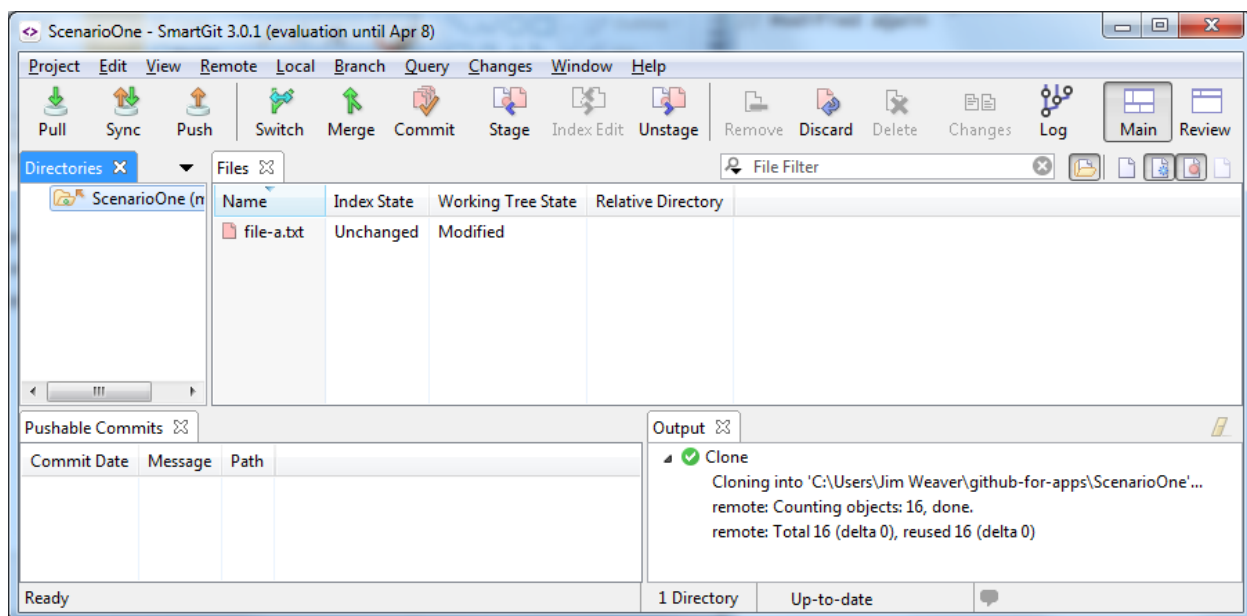 ScenarioOne - SmartGit 3.0.1 (evaluation until Apr 8)
Project Edit View Remote Local Branch Query Changes Window Help
Pull Sync Push Switch Merge Commit Stage Index Edit Unstage Remove Discard Delete Changes Log Main Review
Directories Files File Filter
ScenarioOne (m Name Index State Working Tree State Relative Directory
file-a.txt Unchanged Modified
Pushable Commits Output
Commit Date Message Path
Clone
Cloning into 'C:\Users\Jim Weaver\github-for-apps\ScenarioOne'...
remote: Counting objects: 16, done.
remote: Total 16 (delta 0), reused 16 (delta 0)
Ready 1 Directory Up-to-date